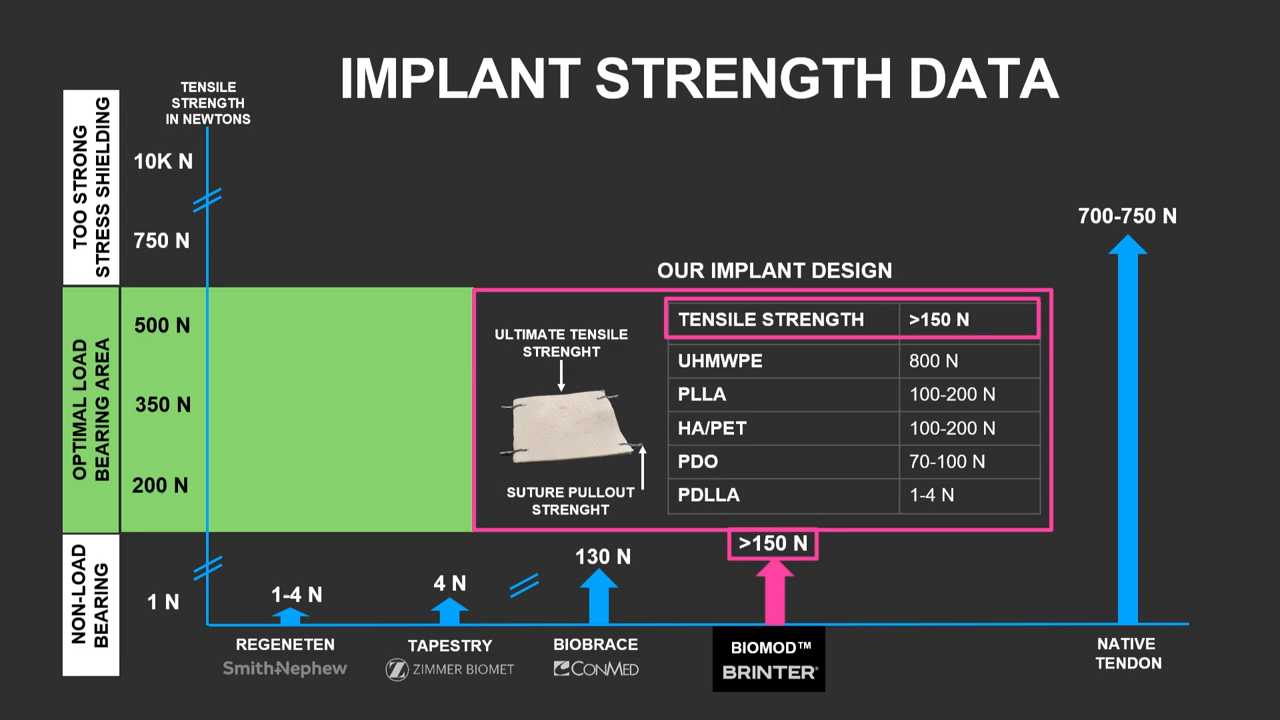 IMPLANT STRENGTH DATA
TENSILE
STRENGTH
IN NEWTONS
TOO STRONG
STRESS SHIELDING
10K N
750 N
700-750 N
OUR IMPLANT DESIGN
OPTIMAL LOAD
BEARING AREA
500 N
350 N
200 N
ULTIMATE TENSILE
STRENGHT
SUTURE PULLOUT
STRENGHT
TENSILE STRENGTH >150 N
UHMWPE 800 N
PLLA 100-200 N
HA/PET 100-200 N
PDO 70-100 N
PDLLA 1-4 N
NON-LOAD
BEARING
1 N
1-4 N
4 N
130 N
>150 N
REGENETEN
Smith+Nephew
TAPESTRY
ZIMMER BIOMET
BIOBRACE
CONMED
BIOMOD™
BRINTER®
NATIVE
TENDON